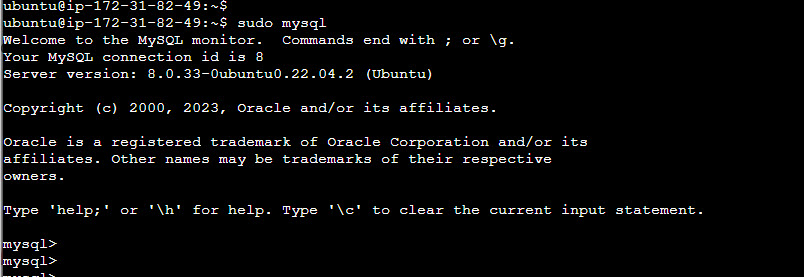 ubuntu@ip-172-31-82-49:~$
ubuntu@ip-172-31-82-49:~$ sudo mysql
Welcome to the MySQL monitor.  Commands end with ; or \g.
Your MySQL connection id is 8
Server version: 8.0.33-0ubuntu0.22.04.2 (Ubuntu)
Copyright (c) 2000, 2023, Oracle and/or its affiliates.
Oracle is a registered trademark of Oracle Corporation and/or its
affiliates. Other names may be trademarks of their respective
owners.
Type 'help;' or '\h' for help. Type '\c' to clear the current input statement.
mysql>
mysql>
mysql>